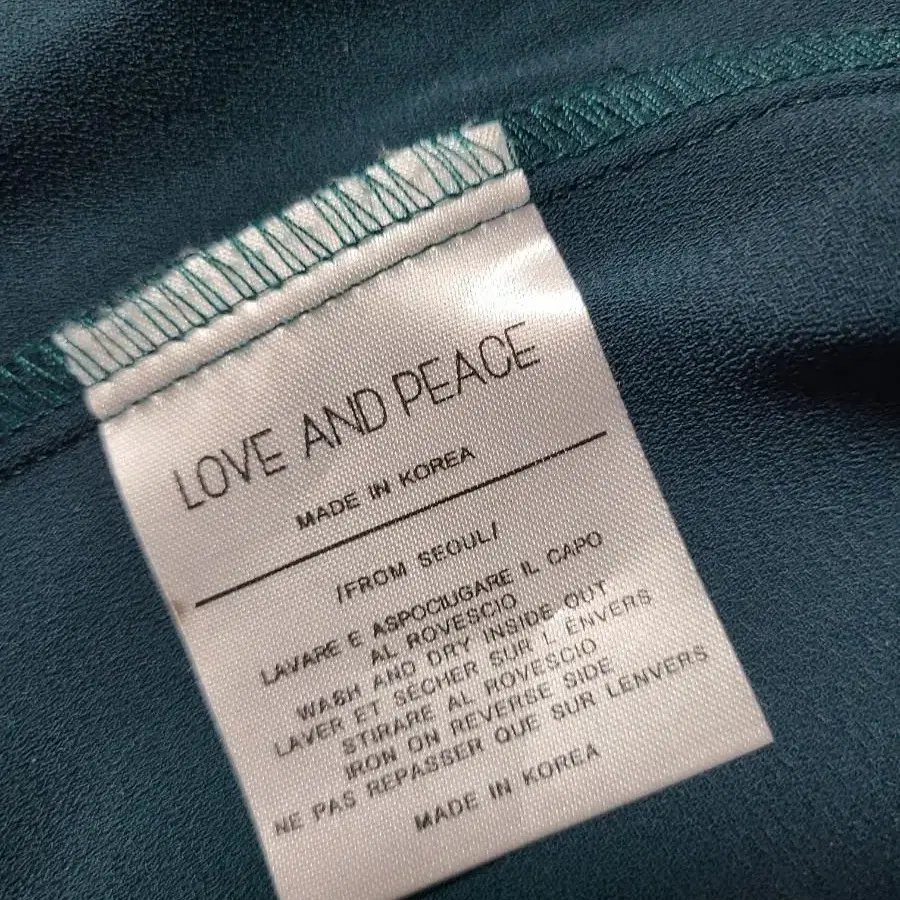 LOVE AND PEACE
MADE IN KOREA
/FROM SEOUL/
LAVARE E ASPOCIUGARE IL CAPO
AL ROVESCIO
WASH AND DRY INSIDE OUT
LAVER ET SECHER SUR L ENVERS
STIRARE AL ROVESCIO
IRON ON REVERSE SIDE
NE PAS REPASSER QUE SUR LENVERS
MADE IN KOREA